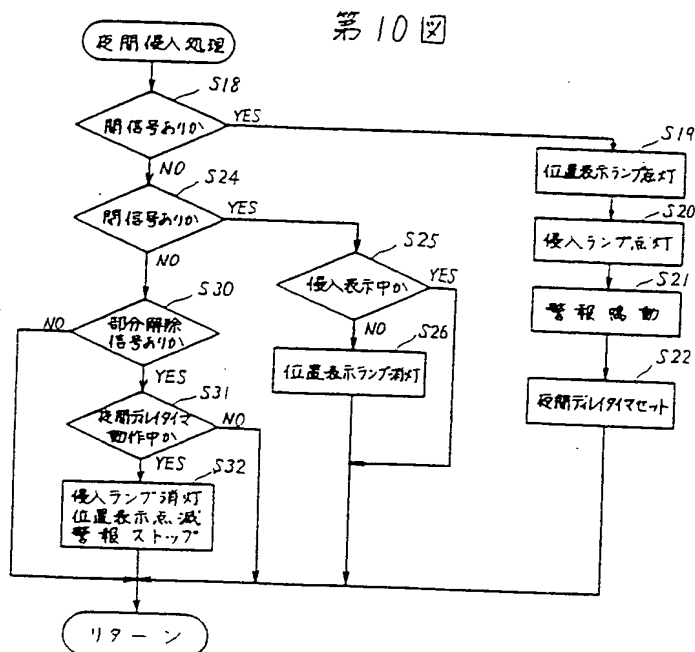 第10図
夜間侵入処理
S18
開信号ありか
YES
NO
S19
位置表示ランプ点灯
S20
侵入ランプ点灯
S21
警報鳴動
S22
夜間ディレイタイマセット
S24
閉信号ありか
YES
NO
S25
侵入表示中か
YES
NO
S26
位置表示ランプ消灯
S30
部分解除
信号ありか
NO
YES
S31
夜間ディレイタイマ
動作中か
NO
YES
S32
侵入ランプ消灯
位置表示点滅
警報ストップ
リターン